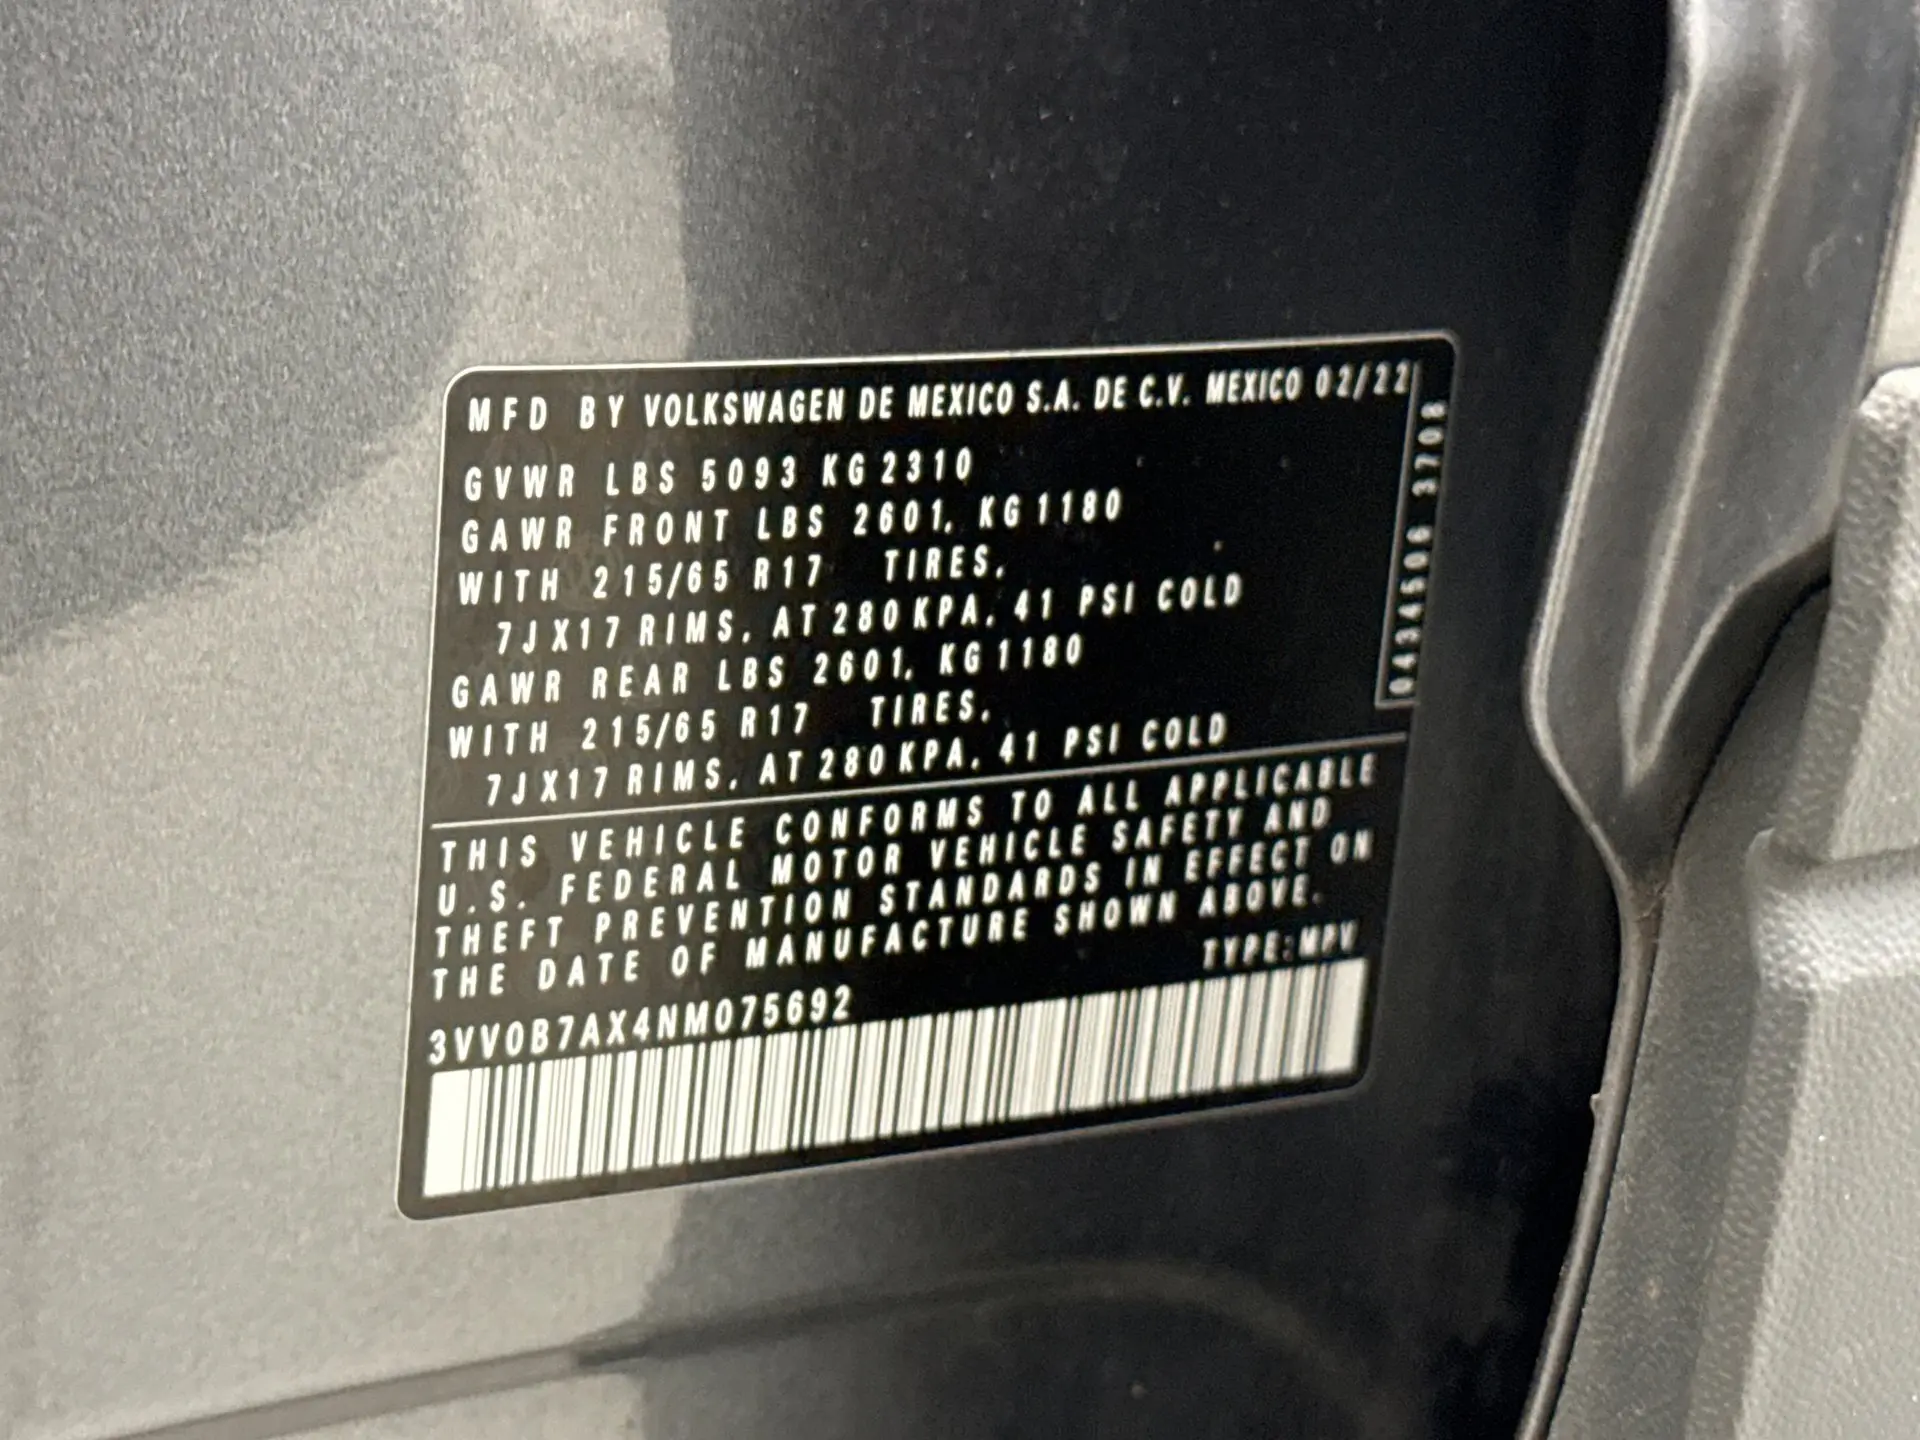 MFD BY VOLKSWAGEN DE MEXICO S.A. DE C.V. MEXICO 02/22
GVWR LBS 5093 KG 2310
GAWR FRONT LBS 2601, KG 1180
WITH 215/65 R17 TIRES,
7JX17 RIMS, AT 280 KPA, 41 PSI COLD
GAWR REAR LBS 2601, KG 1180
WITH 215/65 R17 TIRES,
7JX17 RIMS, AT 280 KPA, 41 PSI COLD
0434506 3208
THIS VEHICLE CONFORMS TO ALL APPLICABLE
U.S. FEDERAL MOTOR VEHICLE SAFETY AND
THEFT PREVENTION STANDARDS IN EFFECT ON
THE DATE OF MANUFACTURE SHOWN ABOVE.
TYPE: MPV
3VV0B7AX4NM075692